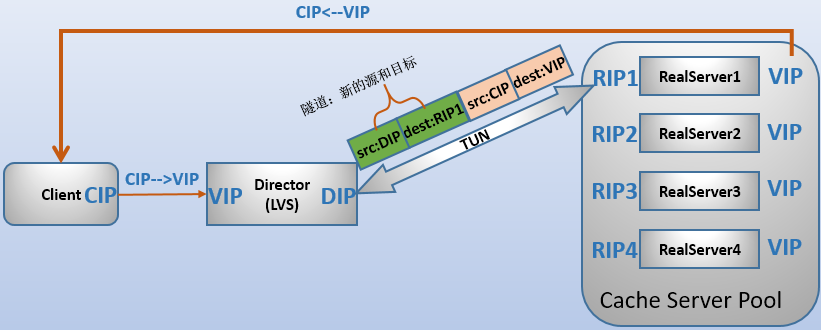 CIP<--VIP
隧道：新的源和目标
src:DIP
dest:RIP1
src:CIP
dest:VIP
TUN
Client CIP
CIP-->VIP
VIP
Director
(LVS)
DIP
RIP1 RealServer1 VIP
RIP2 RealServer2 VIP
RIP3 RealServer3 VIP
RIP4 RealServer4 VIP
Cache Server Pool